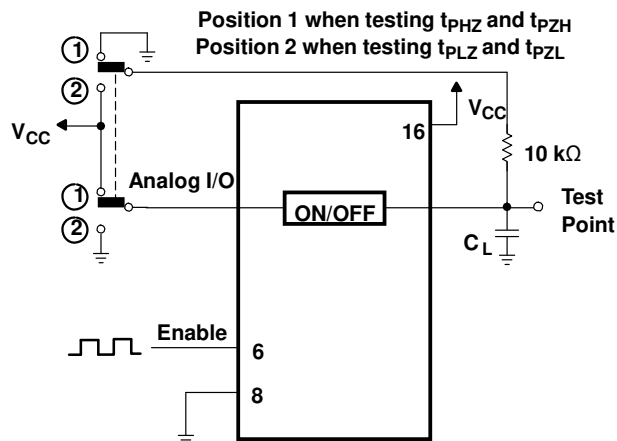 Position 1 when testing tPHZ and tPZH
Position 2 when testing tPLZ and tPZL
1
2
VCC
16
VCC
10 kΩ
1
Analog I/O
ON/OFF
Test
Point
2
CL
Enable
6
8